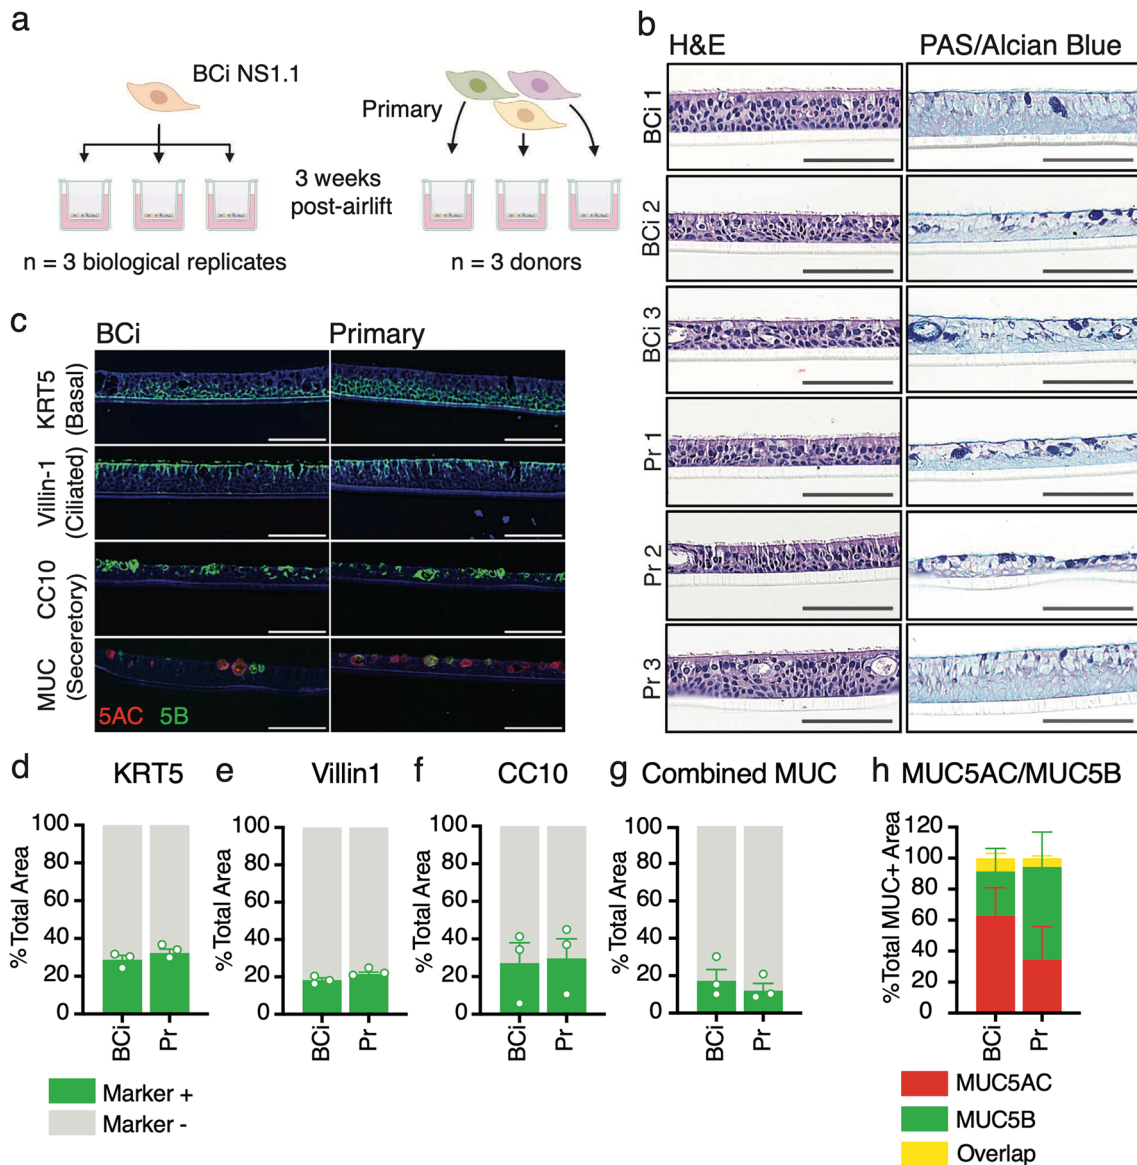 a
BCi NS1.1
Primary
3 weeks
post-airlift
n = 3 biological replicates
n = 3 donors
b
H&E
PAS/Alcian Blue
BCi 1
BCi 2
BCi 3
Pr 1
Pr 2
Pr 3
c
BCi
Primary
KRT5
(Basal)
Villin-1
(Ciliated)
CC10
MUC
(Seceretory)
5AC 5B
d
KRT5
% Total Area
100
80
60
40
20
0
BCi
Pr
e
Villin1
% Total Area
100
80
60
40
20
0
BCi
Pr
f
CC10
% Total Area
100
80
60
40
20
0
BCi
Pr
g
Combined MUC
% Total Area
100
80
60
40
20
0
BCi
Pr
h
MUC5AC/MUC5B
%Total MUC+ Area
120
100
80
60
40
20
0
BCi
Pr
Marker +
Marker -
MUC5AC
MUC5B
Overlap